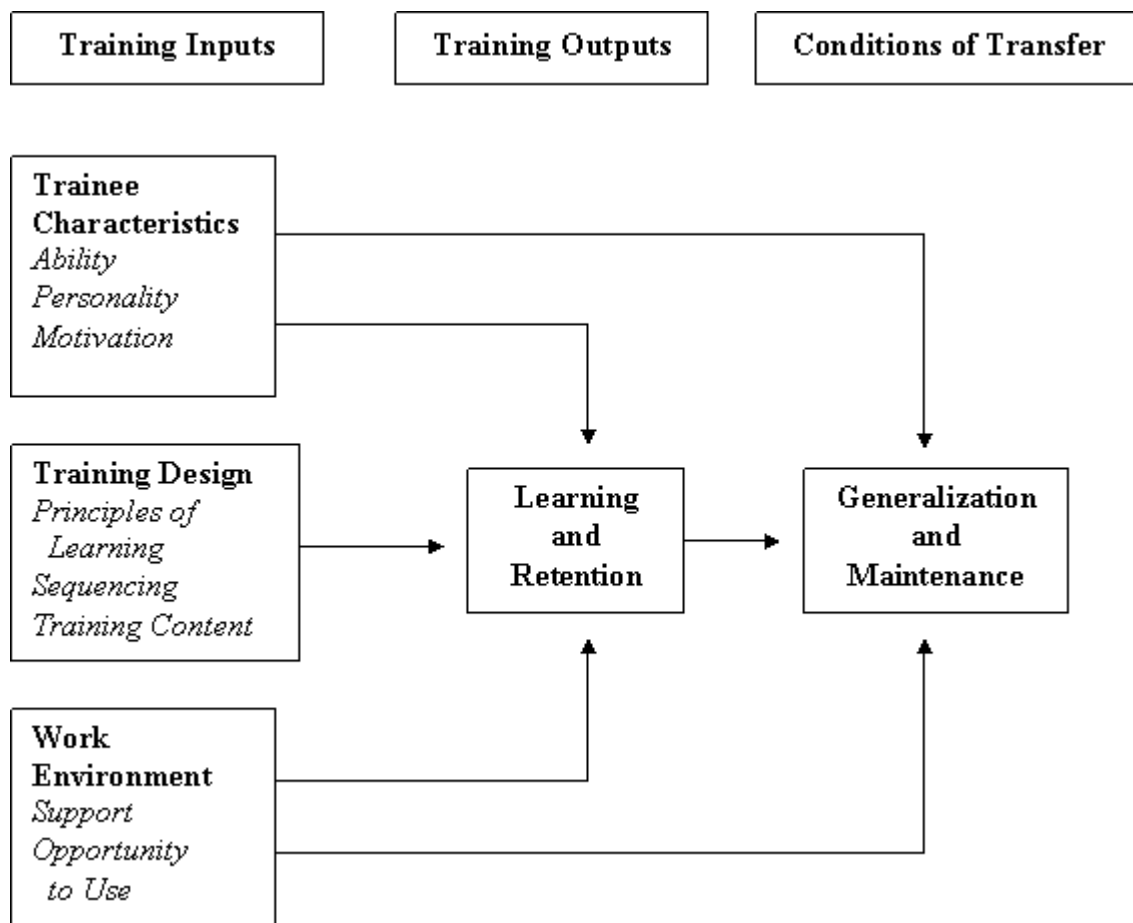 Training Inputs
Training Outputs
Conditions of Transfer
Trainee
Characteristics
Ability
Personality
Motivation
Training Design
Principles of
Learning
Sequencing
Training Content
Work
Environment
Support
Opportunity
to Use
Learning
and
Retention
Generalization
and
Maintenance